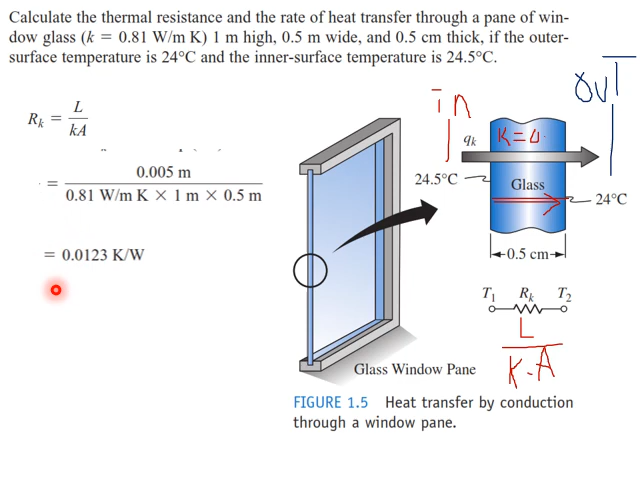 Calculate the thermal resistance and the rate of heat transfer through a pane of win-
dow glass (k = 0.81 W/m K) 1 m high, 0.5 m wide, and 0.5 cm thick, if the outer-
surface temperature is 24°C and the inner-surface temperature is 24.5°C.
Rk = L / kA
= 0.005 m / 0.81 W/m K × 1 m × 0.5 m
= 0.0123 K/W
in
OUT
K=0.
qk
24.5°C
Glass
24°C
0.5 cm
T1 Rk T2
L
K.A
Glass Window Pane
FIGURE 1.5 Heat transfer by conduction
through a window pane.